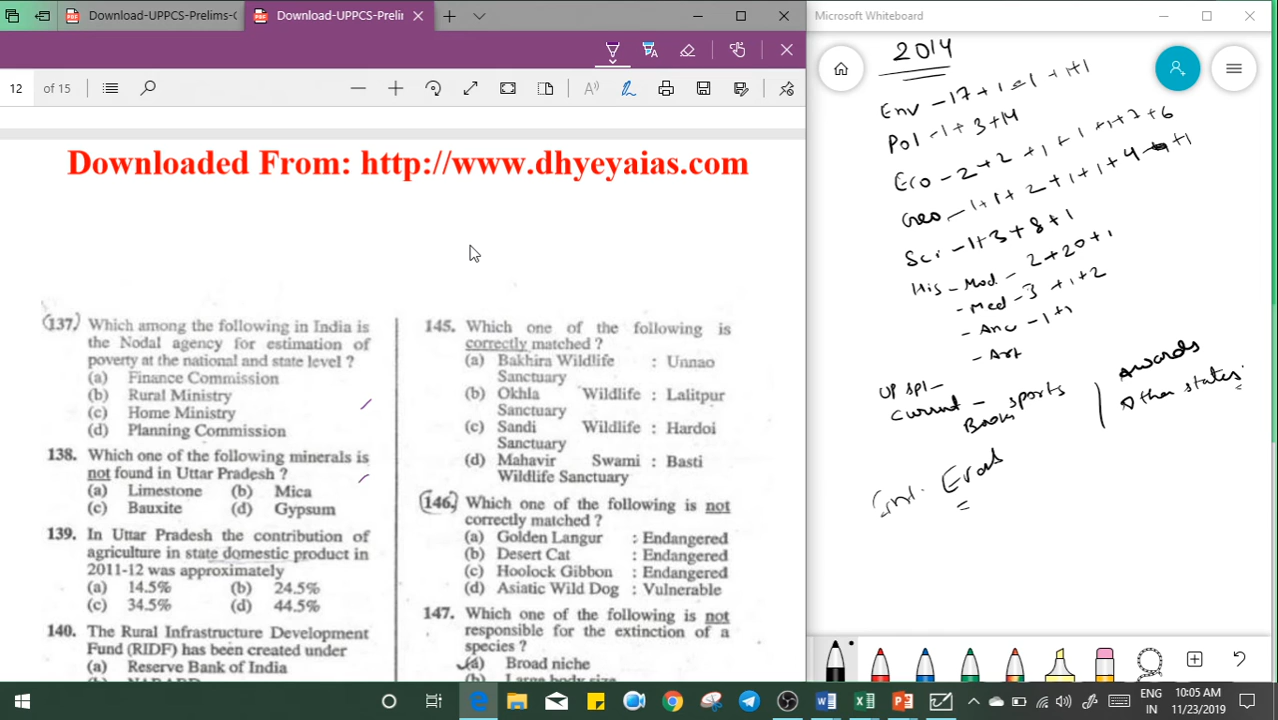 Download-UPPCS-Prelims-C
Download-UPPCS-Prelin
Microsoft Whiteboard
12 of 15
Downloaded From: http://www.dhyeyaias.com
(137.) Which among the following in India is
the Nodal agency for estimation of
poverty at the national and state level ?
(a) Finance Commission
(b) Rural Ministry
(c) Home Ministry
(d) Planning Commission
138. Which one of the following minerals is
not found in Uttar Pradesh ?
(a) Limestone (b) Mica
(c) Bauxite (d) Gypsum
139. In Uttar Pradesh the contribution of
agriculture in state domestic product in
2011-12 was approximately
(a) 14.5% (b) 24.5%
(c) 34.5% (d) 44.5%
140. The Rural Infrastructure Development
Fund (RIDF) has been created under
(a) Reserve Bank of India
145. Which one of the following is
correctly matched ?
(a) Bakhira Wildlife : Unnao
Sanctuary
(b) Okhla Wildlife : Lalitpur
Sanctuary
(c) Sandi Wildlife : Hardoi
Sanctuary
(d) Mahavir Swami : Basti
Wildlife Sanctuary
(146.) Which one of the following is not
correctly matched ?
(a) Golden Langur : Endangered
(b) Desert Cat : Endangered
(c) Hoolock Gibbon : Endangered
(d) Asiatic Wild Dog : Vulnerable
147. Which one of the following is not
responsible for the extinction of a
species ?
(a) Broad niche
(b) Large body size
2014
Env - 17 + 1 + 1 + 1
Pol - 1 + 3 + 14
Eco - 2 + 2 + 1 + 1 + 1 + 2 + 6
Geo - 1 + 1 + 2 + 1 + 1 + 4 + 1
Sci - 1 + 3 + 8 + 1
His - Mod - 2 + 20 + 1
- Med - 3 + 1 + 2
- Anc - 1 + 1
- Art
UP spl -
Current - sports
Books
Awards
Other states
Int.
ENG
IN
10:05 AM
11/23/2019